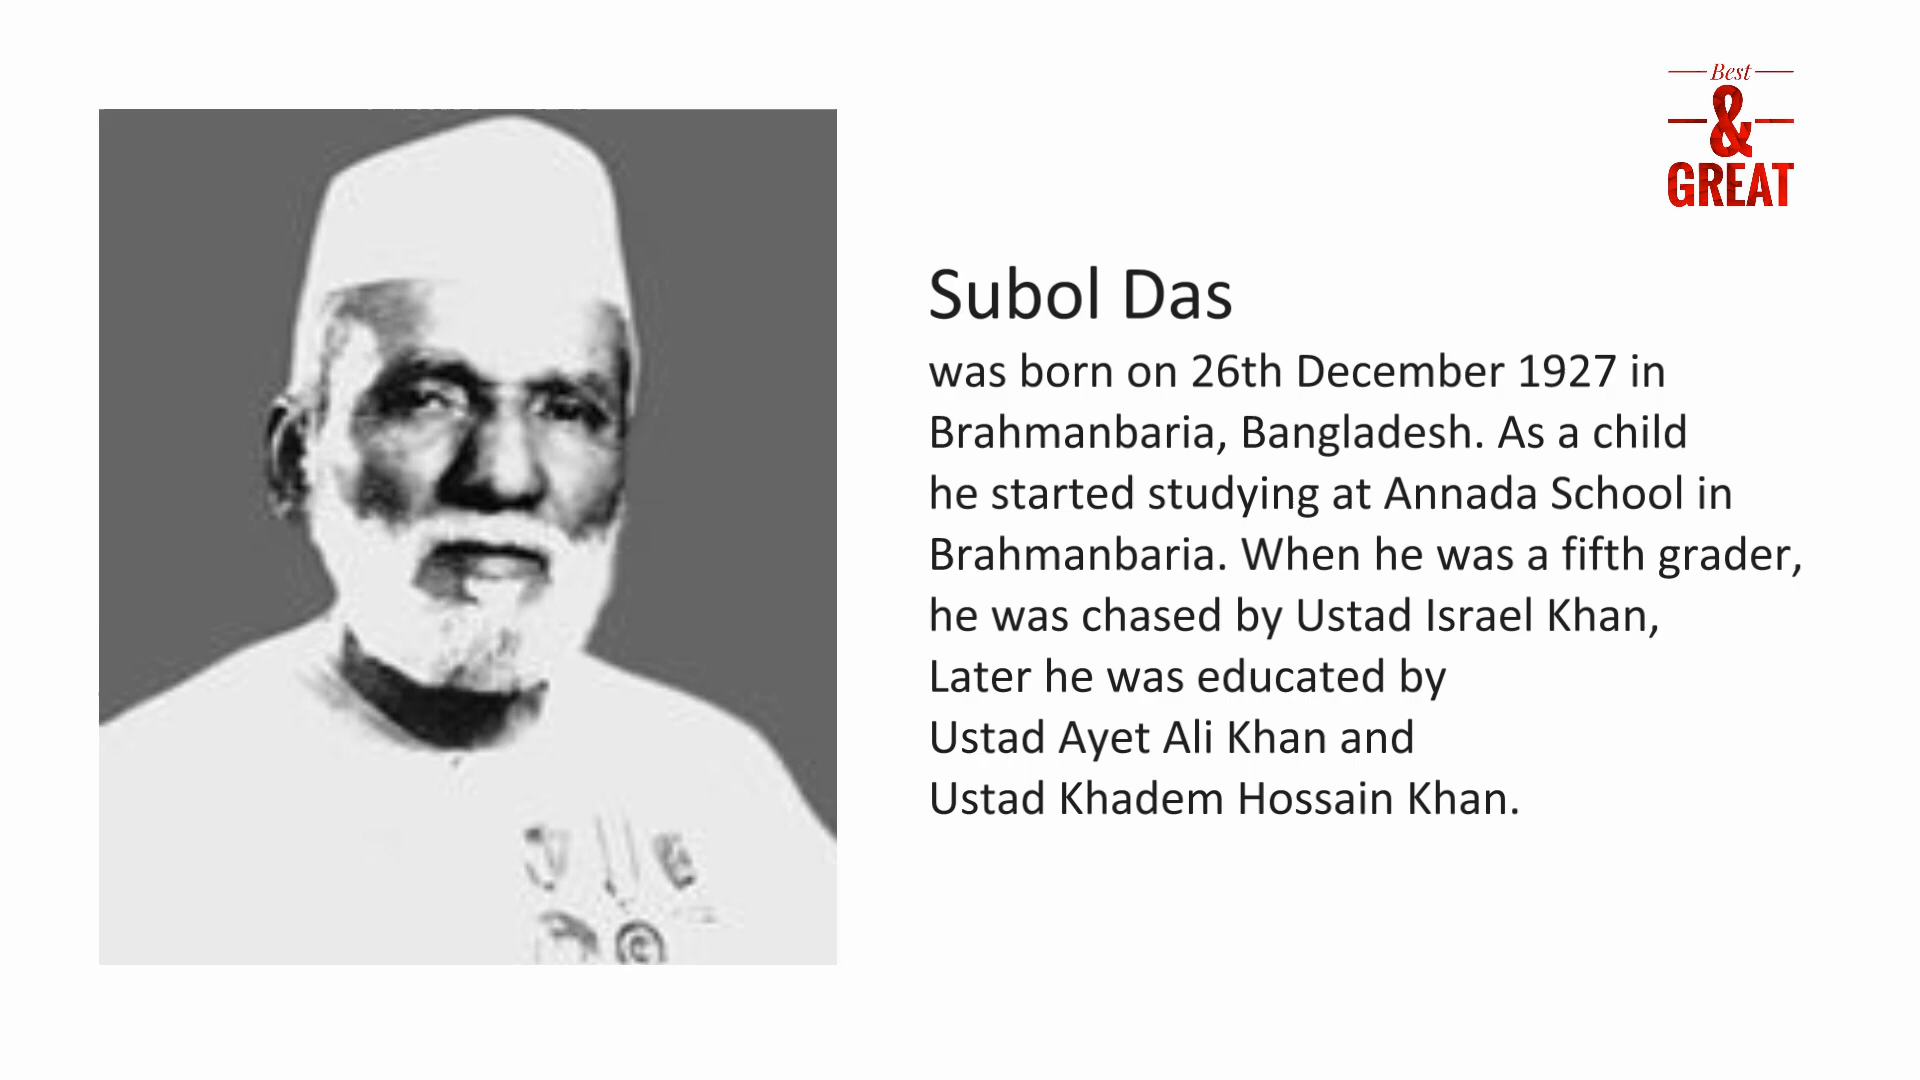 Best
&
GREAT
Subol Das
was born on 26th December 1927 in
Brahmanbaria, Bangladesh. As a child
he started studying at Annada School in
Brahmanbaria. When he was a fifth grader,
he was chased by Ustad Israel Khan,
Later he was educated by
Ustad Ayet Ali Khan and
Ustad Khadem Hossain Khan.